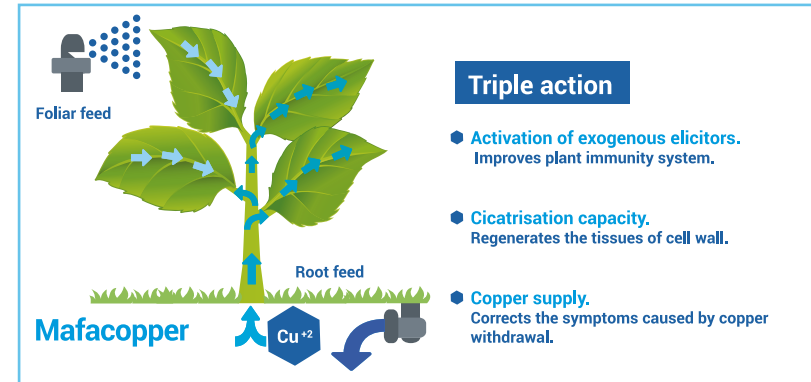 Foliar feed
Root feed
Mafacopper
Cu+2
Triple action
Activation of exogenous elicitors.
Improves plant immunity system.
Cicatrisation capacity.
Regenerates the tissues of cell wall.
Copper supply.
Corrects the symptoms caused by copper
withdrawal.